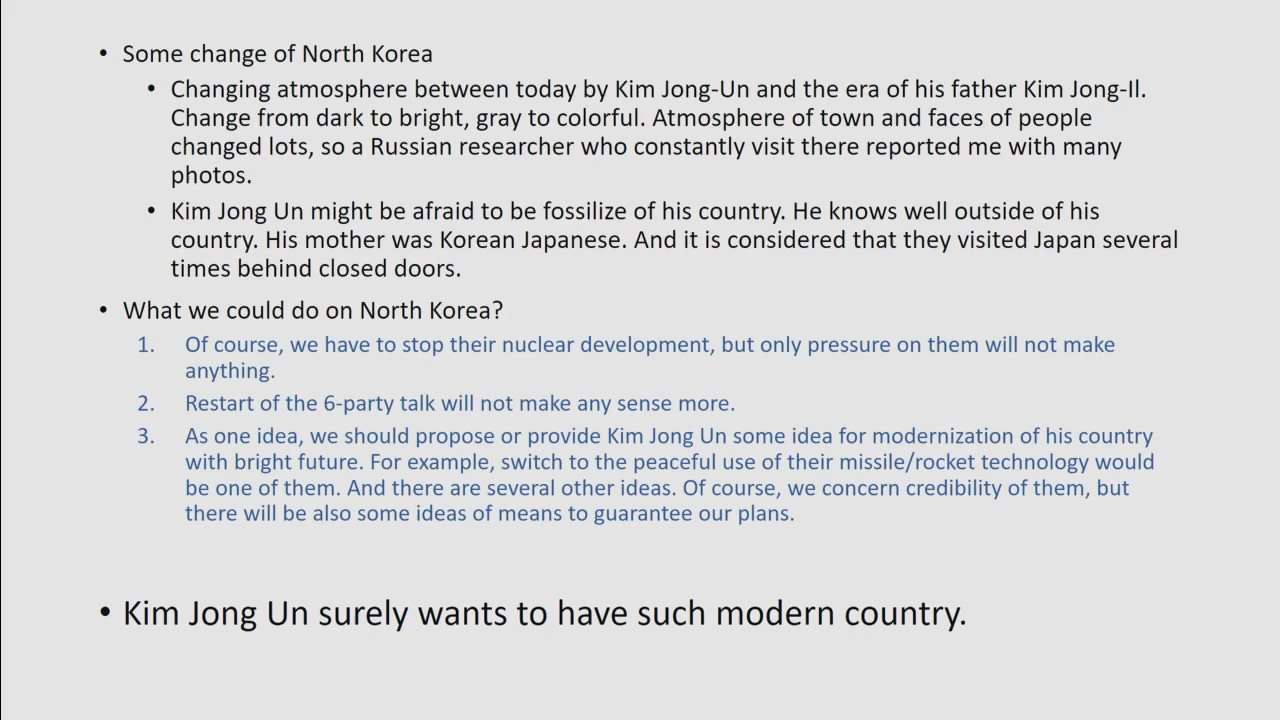 • Some change of North Korea
• Changing atmosphere between today by Kim Jong-Un and the era of his father Kim Jong-Il.
Change from dark to bright, gray to colorful. Atmosphere of town and faces of people
changed lots, so a Russian researcher who constantly visit there reported me with many
photos.
• Kim Jong Un might be afraid to be fossilize of his country. He knows well outside of his
country. His mother was Korean Japanese. And it is considered that they visited Japan several
times behind closed doors.
• What we could do on North Korea?
1. Of course, we have to stop their nuclear development, but only pressure on them will not make
anything.
2. Restart of the 6-party talk will not make any sense more.
3. As one idea, we should propose or provide Kim Jong Un some idea for modernization of his country
with bright future. For example, switch to the peaceful use of their missile/rocket technology would
be one of them. And there are several other ideas. Of course, we concern credibility of them, but
there will be also some ideas of means to guarantee our plans.
• Kim Jong Un surely wants to have such modern country.